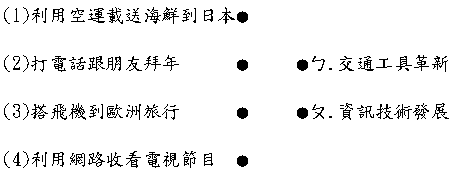 (1)利用空運載送海鮮到日本●
(2)打電話跟朋友拜年 ● ●ㄅ.交通工具革新
(3)搭飛機到歐洲旅行 ● ●ㄆ.資訊技術發展
(4)利用網路收看電視節目 ●